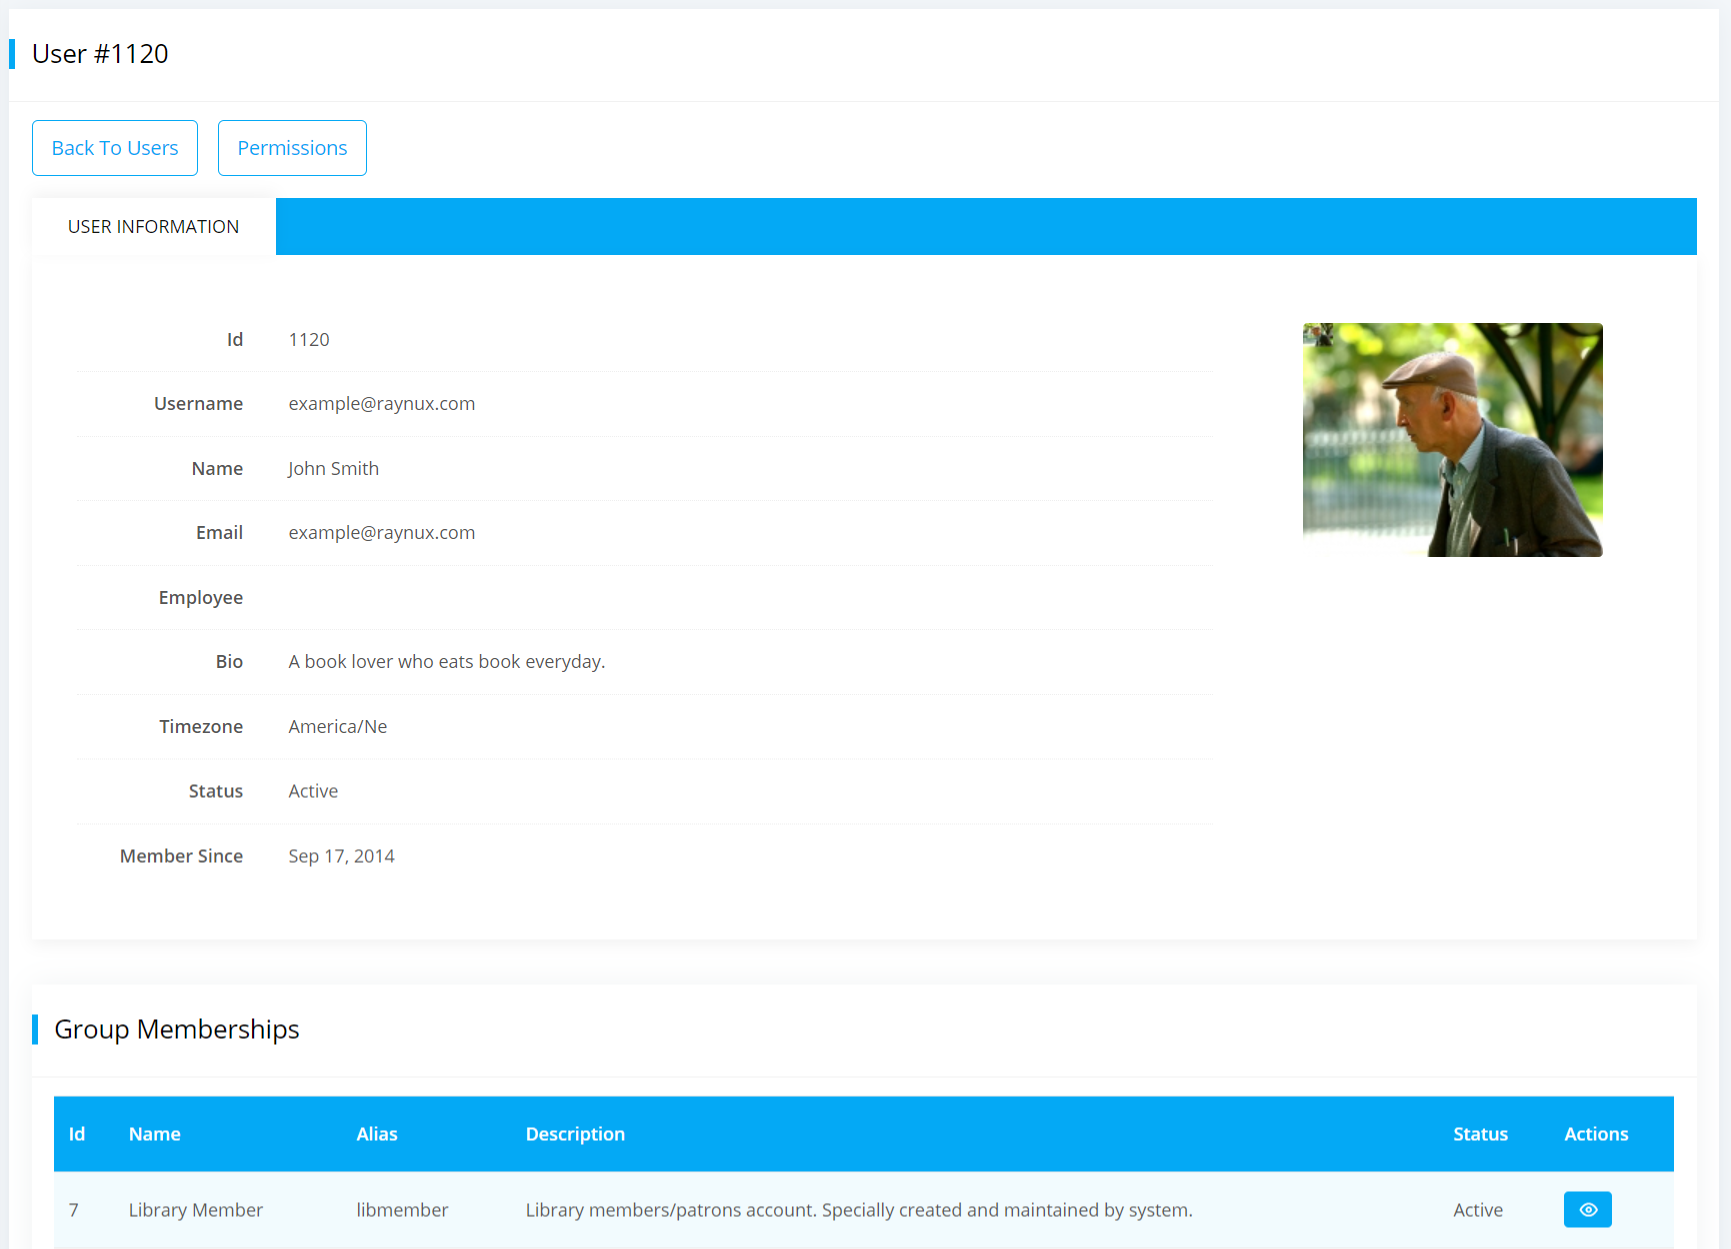 User #1120
Back To Users Permissions
USER INFORMATION
Id 1120
Username example@raynux.com
Name John Smith
Email example@raynux.com
Employee
Bio A book lover who eats book everyday.
Timezone America/Ne
Status Active
Member Since Sep 17, 2014
Group Memberships
Id Name Alias Description Status Actions
7 Library Member libmember Library members/patrons account. Specially created and maintained by system. Active